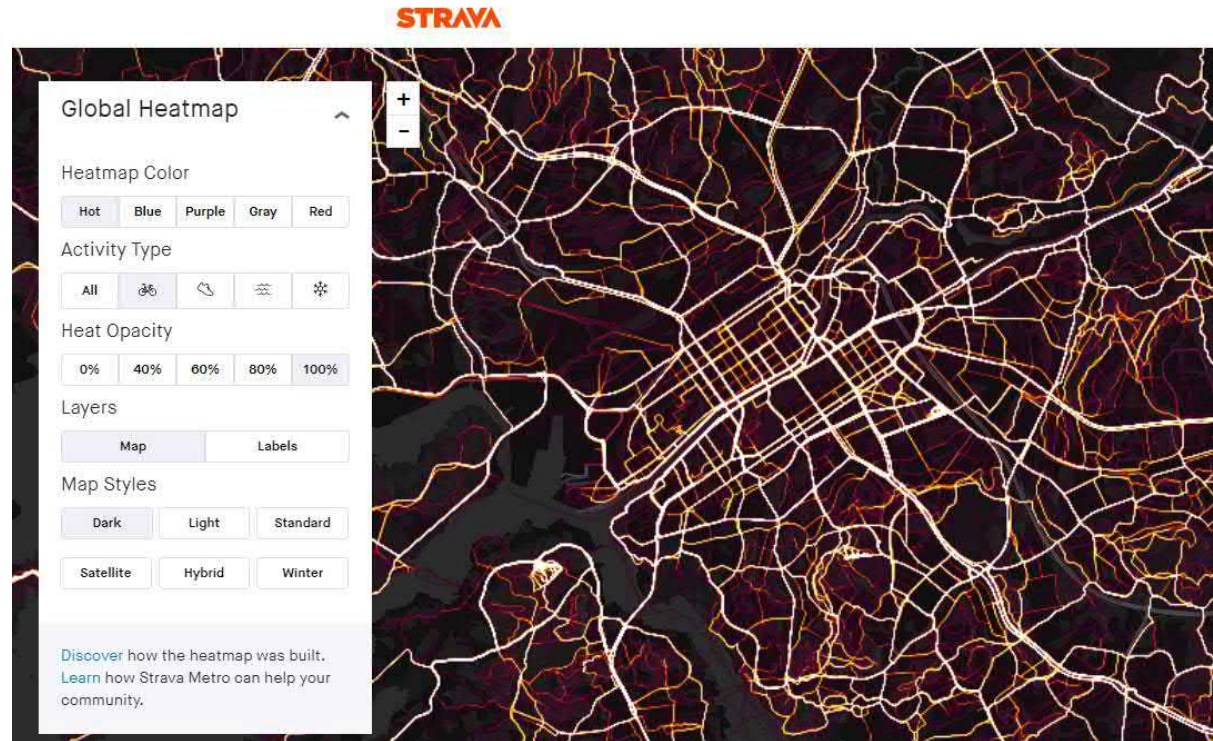 STRAVA
Global Heatmap
+
-
Heatmap Color
Hot Blue Purple Gray Red
Activity Type
All
Heat Opacity
0% 40% 60% 80% 100%
Layers
Map Labels
Map Styles
Dark Light Standard
Satellite Hybrid Winter
Discover how the heatmap was built.
Learn how Strava Metro can help your
community.